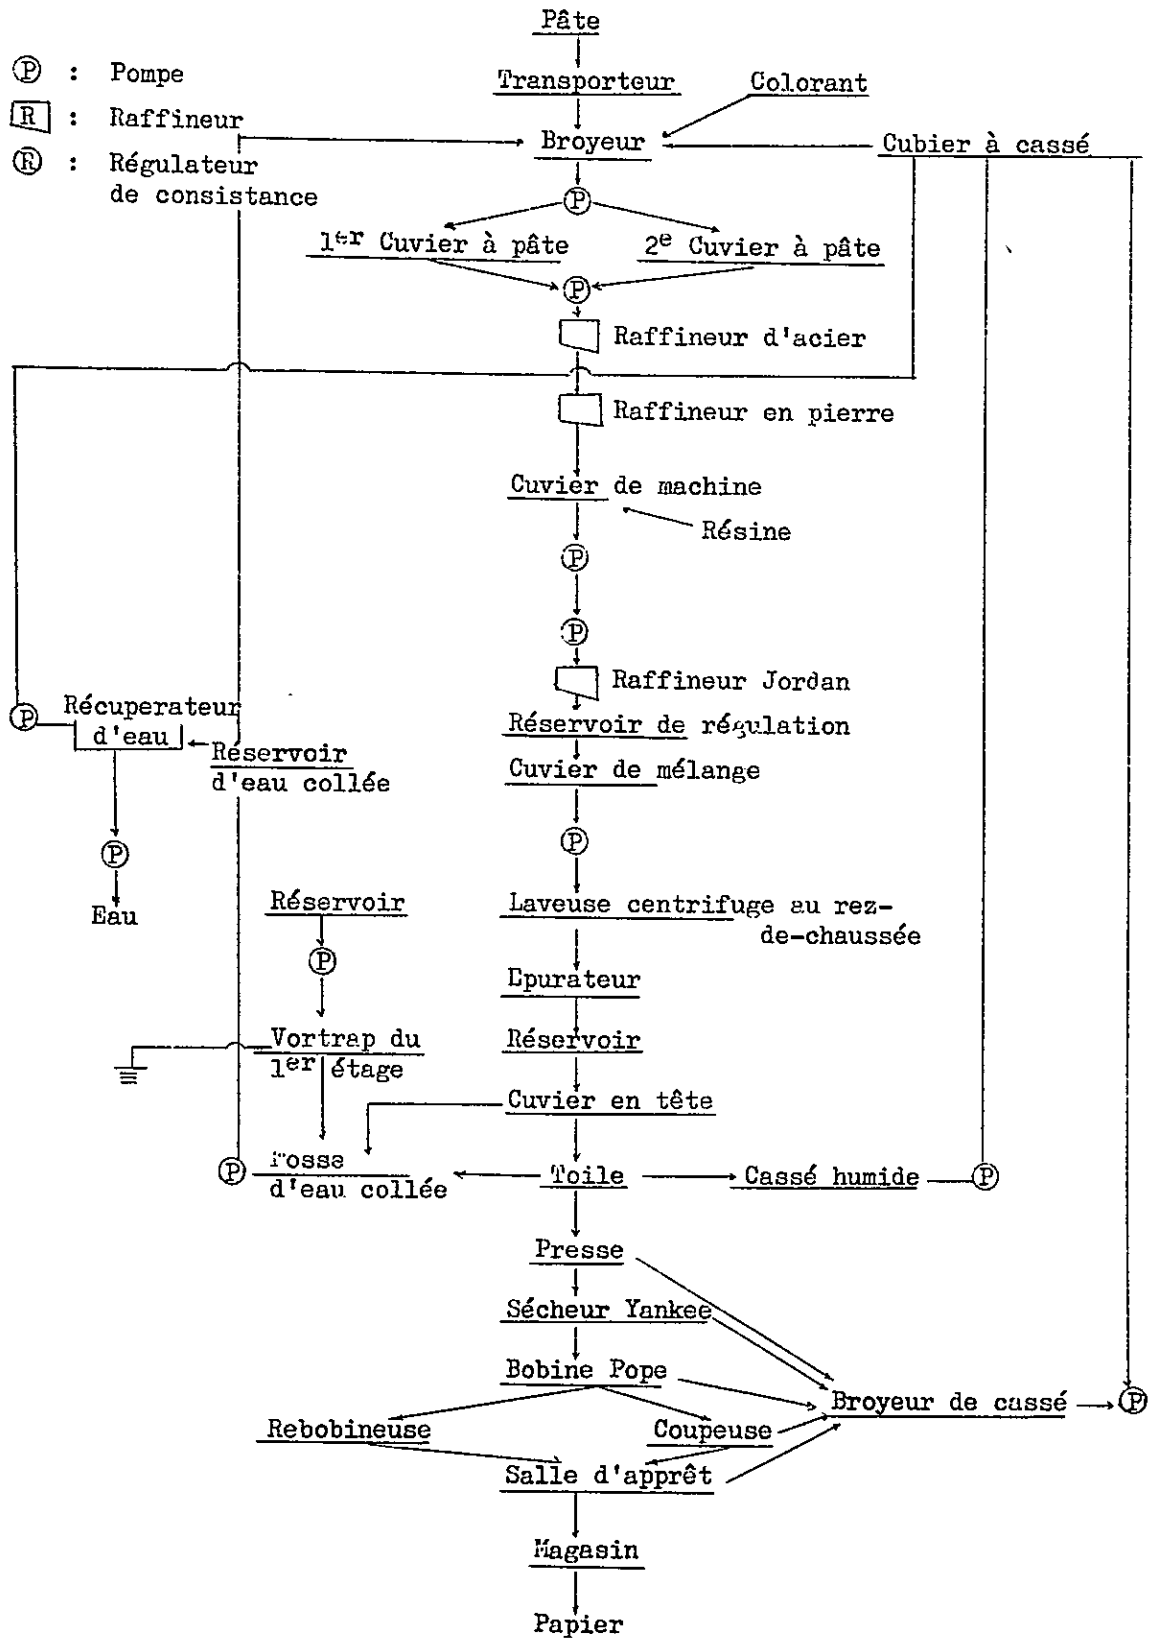 Pâte
Ⓟ : Pompe
Transporteur
Colorant
R : Raffineur
Broyeur
Cubier à cassé
Ⓡ : Régulateur
de consistance
P
1er Cuvier à pâte
2e Cuvier à pâte
P
Raffineur d'acier
Raffineur en pierre
Cuvier de machine
Résine
P
P
Raffineur Jordan
Récuperateur
d'eau
P
Réservoir de régulation
Réservoir
d'eau collée
Cuvier de mélange
P
P
Eau
Réservoir
Laveuse centrifuge au rez-
de-chaussée
P
Epurateur
Vortrap du
1er étage
Réservoir
Cuvier en tête
P
Fosse
d'eau collée
Toile
Cassé humide
P
Presse
Sécheur Yankee
Bobine Pope
Broyeur de cassé
P
Rebobineuse
Coupeuse
Salle d'apprêt
Magasin
Papier